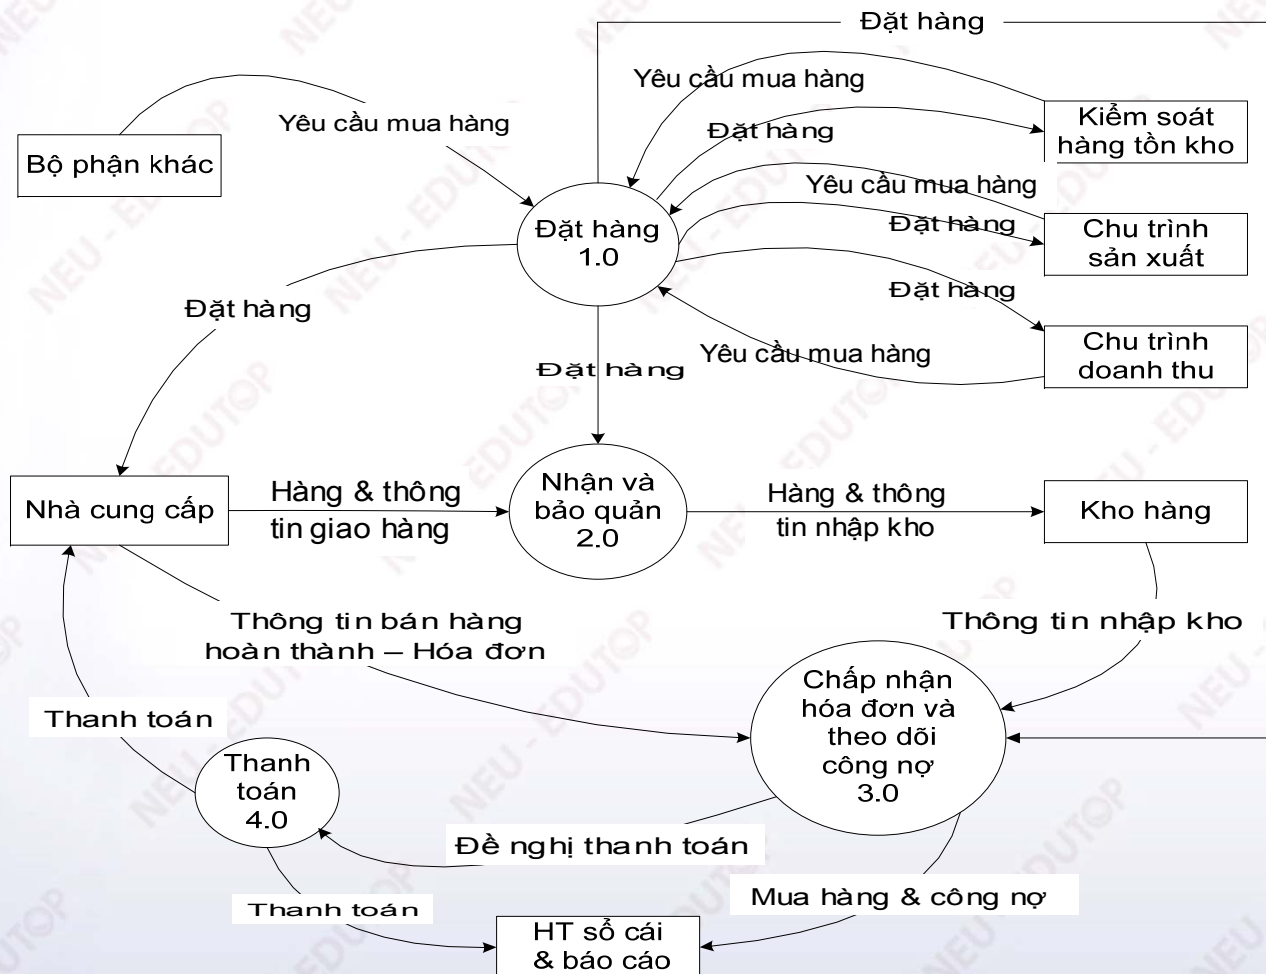 Đặt hàng
Yêu cầu mua hàng
Kiểm soát
hàng tồn kho
Yêu cầu mua hàng
Đặt hàng
Bộ phận khác
Yêu cầu mua hàng
Đặt hàng
1.0
Đặt hàng
Chu trình
sản xuất
Đặt hàng
Đặt hàng
Yêu cầu mua hàng
Chu trình
doanh thu
Đặt hàng
Nhà cung cấp
Hàng & thông
tin giao hàng
Nhận và
bảo quản
2.0
Hàng & thông
tin nhập kho
Kho hàng
Thông tin bán hàng
hoàn thành – Hóa đơn
Thông tin nhập kho
Chấp nhận
hóa đơn và
theo dõi
công nợ
3.0
Thanh toán
Thanh
toán
4.0
Đề nghị thanh toán
Mua hàng & công nợ
Thanh toán
HT sổ cái
& báo cáo
NEU - EDUTOP